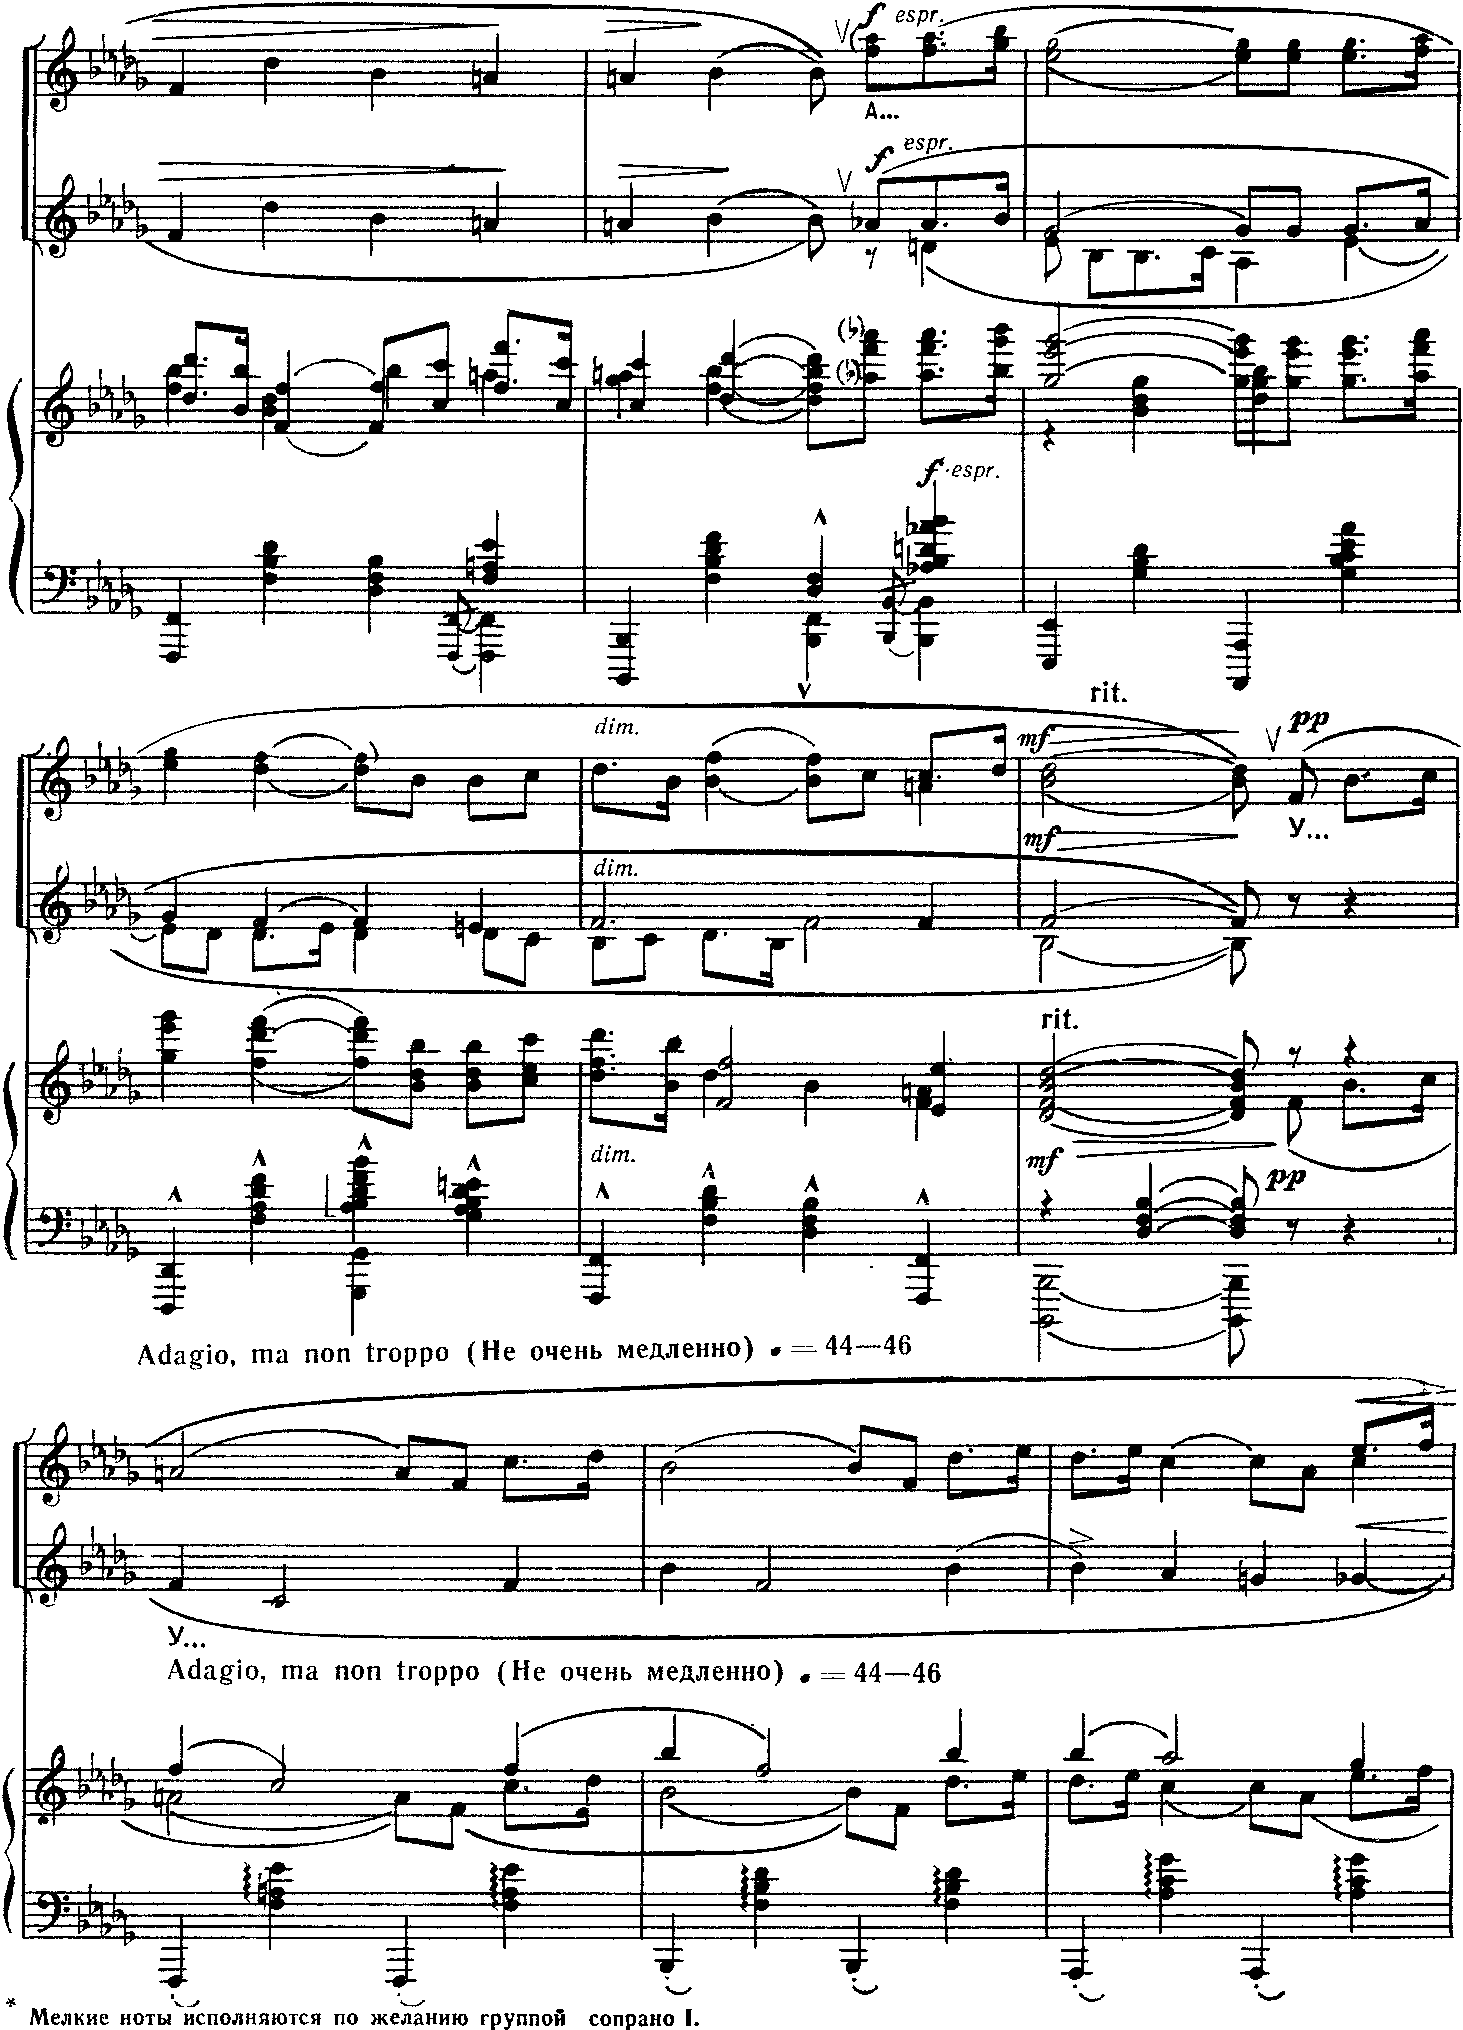 f espr.
А...
f espr.
f espr.
rit.
dim.
mf
pp
У...
mf
dim.
rit.
dim.
mf
pp
Adagio, ma non troppo (Не очень медленно) = 44—46
У...
Adagio, ma non troppo (Не очень медленно) = 44—46
* Мелкие ноты исполняются по желанию группой сопрано I.